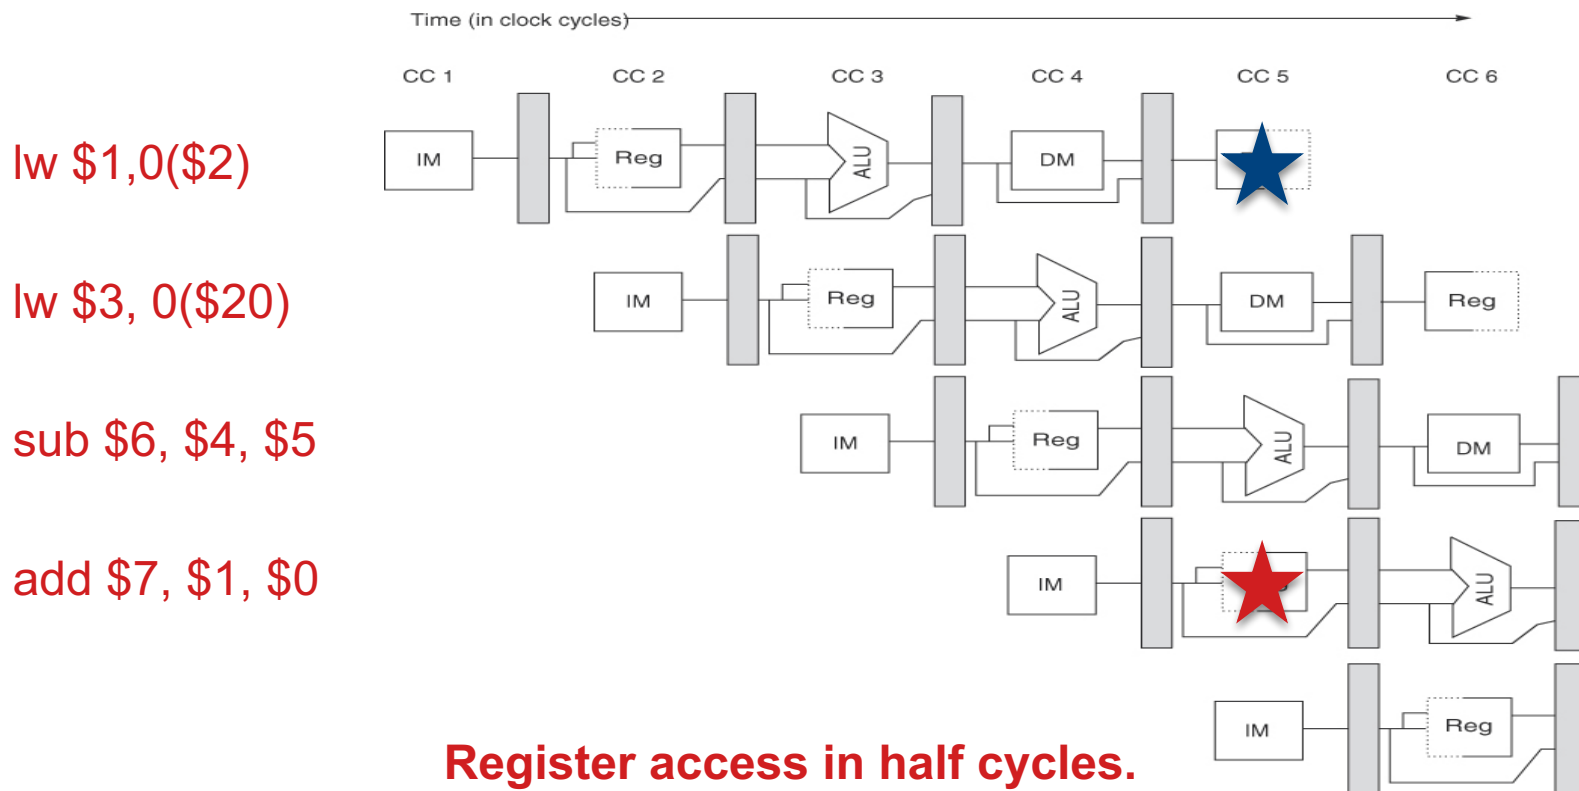 Time (in clock cycles)
CC 1 CC 2 CC 3 CC 4 CC 5 CC 6
lw $1,0($2) IM Reg ALU DM
lw $3, 0($20) IM Reg ALU DM Reg
sub $6, $4, $5 IM Reg ALU DM
add $7, $1, $0 IM ALU
IM Reg
Register access in half cycles.